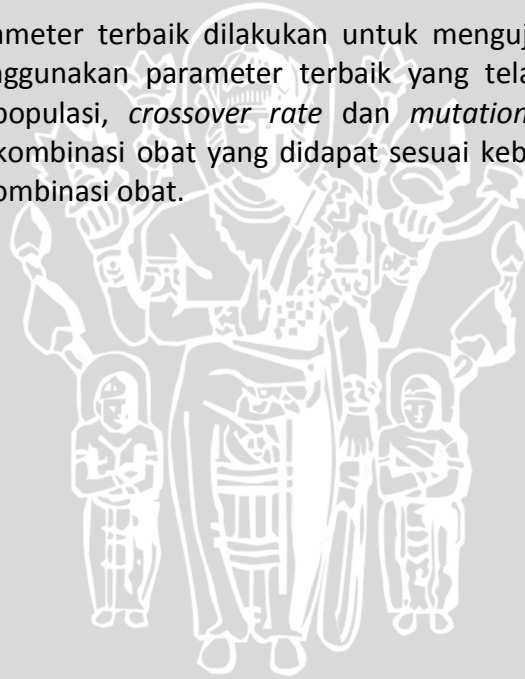 ameter terbaik dilakukan untuk menguj
nggunakan parameter terbaik yang tela
populasi, crossover rate dan mutation
kombinasi obat yang didapat sesuai keb
ombinasi obat.